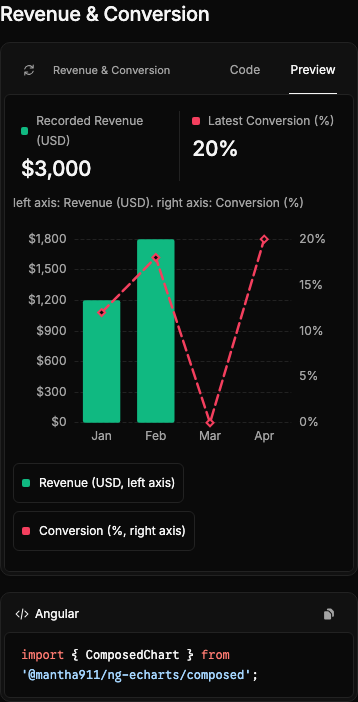 Revenue & Conversion
Revenue & Conversion Code Preview
Recorded Revenue
(USD)
$3,000
Latest Conversion (%)
20%
left axis: Revenue (USD). right axis: Conversion (%)
$1,800 20%
$1,500 15%
$1,200
$900 10%
$600
$300 5%
$0 0%
Jan Feb Mar Apr
Revenue (USD, left axis)
Conversion (%, right axis)
</> Angular
import { ComposedChart } from
'@mantha911/ng-echarts/composed';